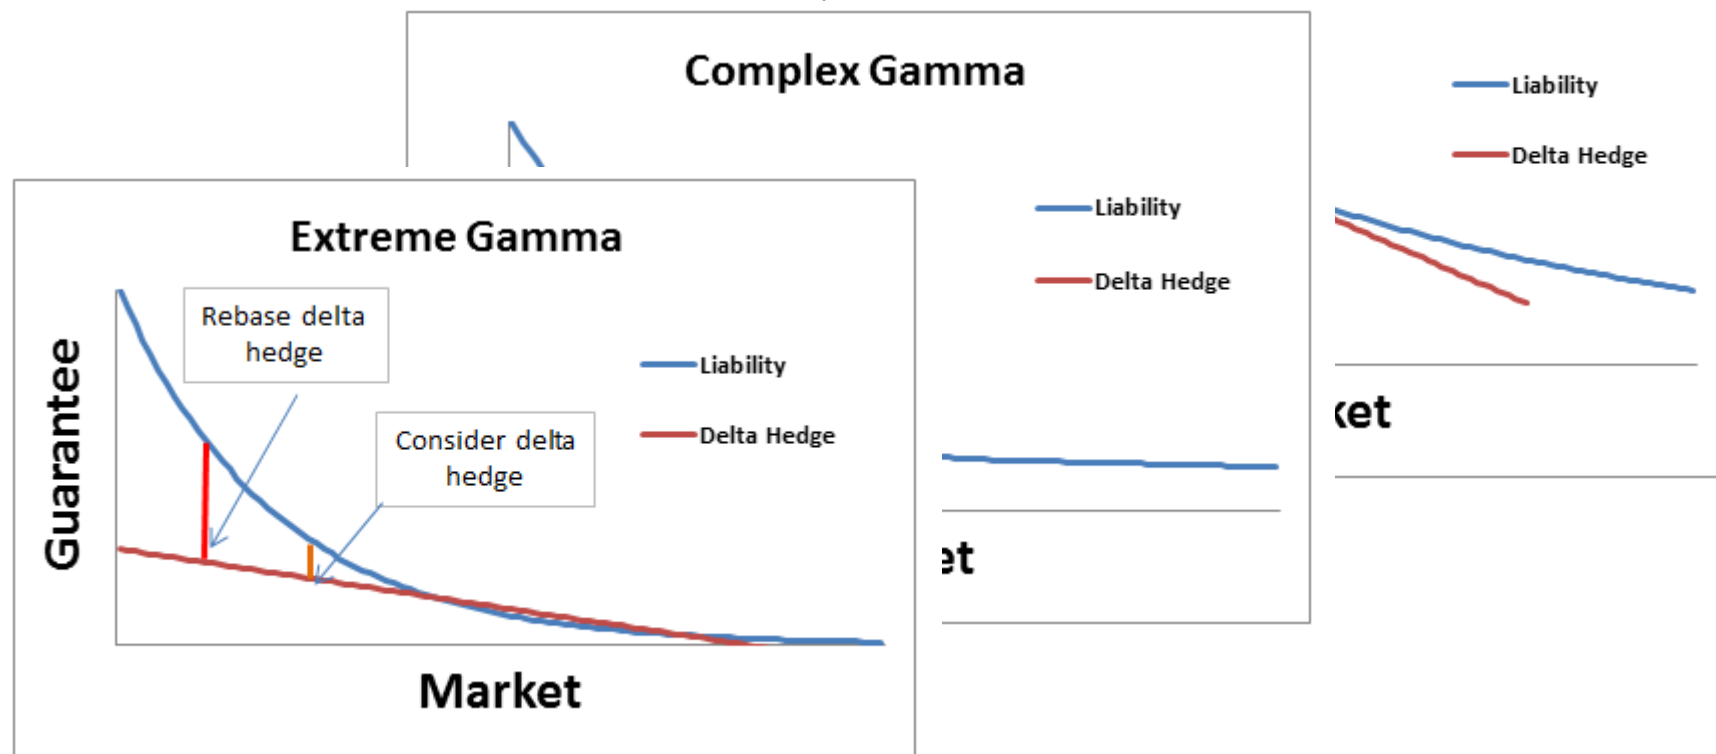 Complex Gamma
Liability
Delta Hedge
Liability
Delta Hedge
Extreme Gamma
Rebase delta
hedge
Consider delta
hedge
Liability
Delta Hedge
Guarantee
Market